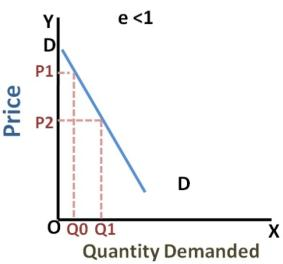 Y
e <1
D
P1
Price
P2
D
O
Q0
Q1
X
Quantity Demanded